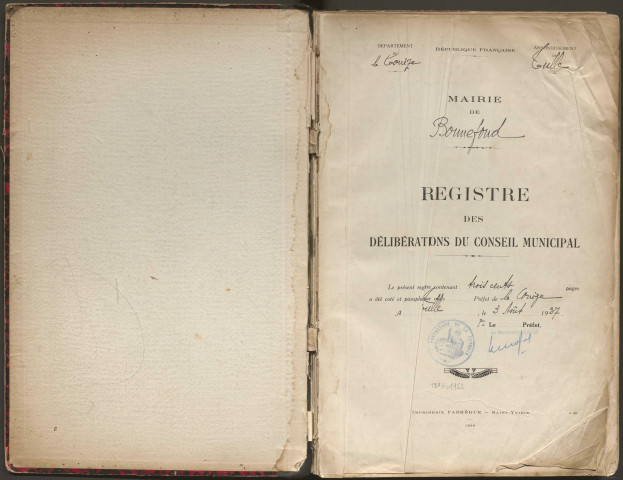 DÉPARTEMENT RÉPUBLIQUE FRANÇAISE ARRONDISSEMENT
la Corrèze Tulle
MAIRIE
DE
Bonnefond
REGISTRE
DES
DÉLIBÉRATIONS DU CONSEIL MUNICIPAL
Le présent registre contenant trois cents pages
a été coté et paraphé par nous, Préfet de la Corrèze
A Tulle, le 3 Août 1937
Pr Le Préfet,
IMPRIMERIE FABRÈGUE — SAINT-YRIEIX